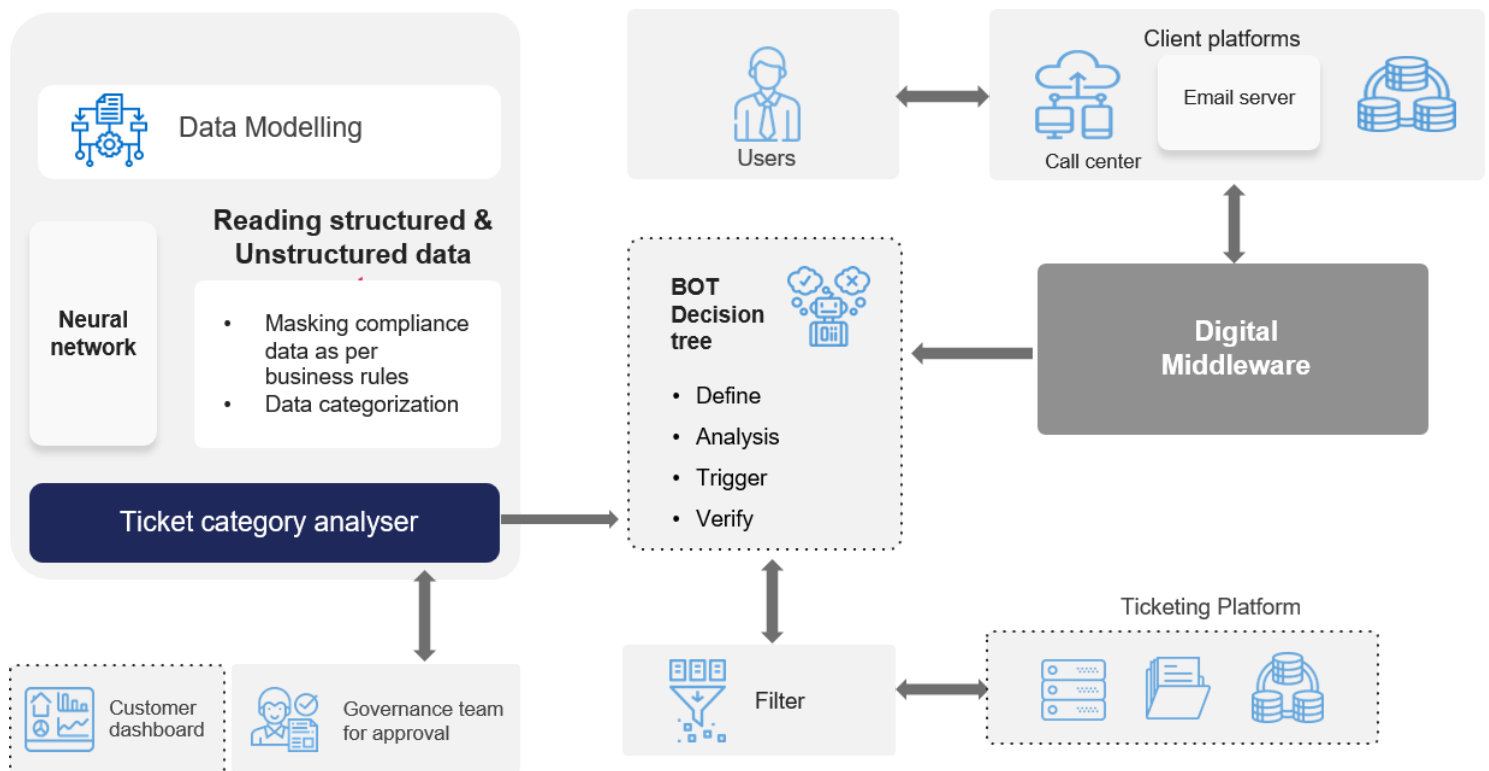 Data Modelling
Reading structured &
Unstructured data
Neural
network
• Masking compliance
data as per
business rules
• Data categorization
Ticket category analyser
Customer
dashboard
Governance team
for approval
Users
Client platforms
Call center
Email server
BOT
Decision
tree
• Define
• Analysis
• Trigger
• Verify
Digital
Middleware
Filter
Ticketing Platform